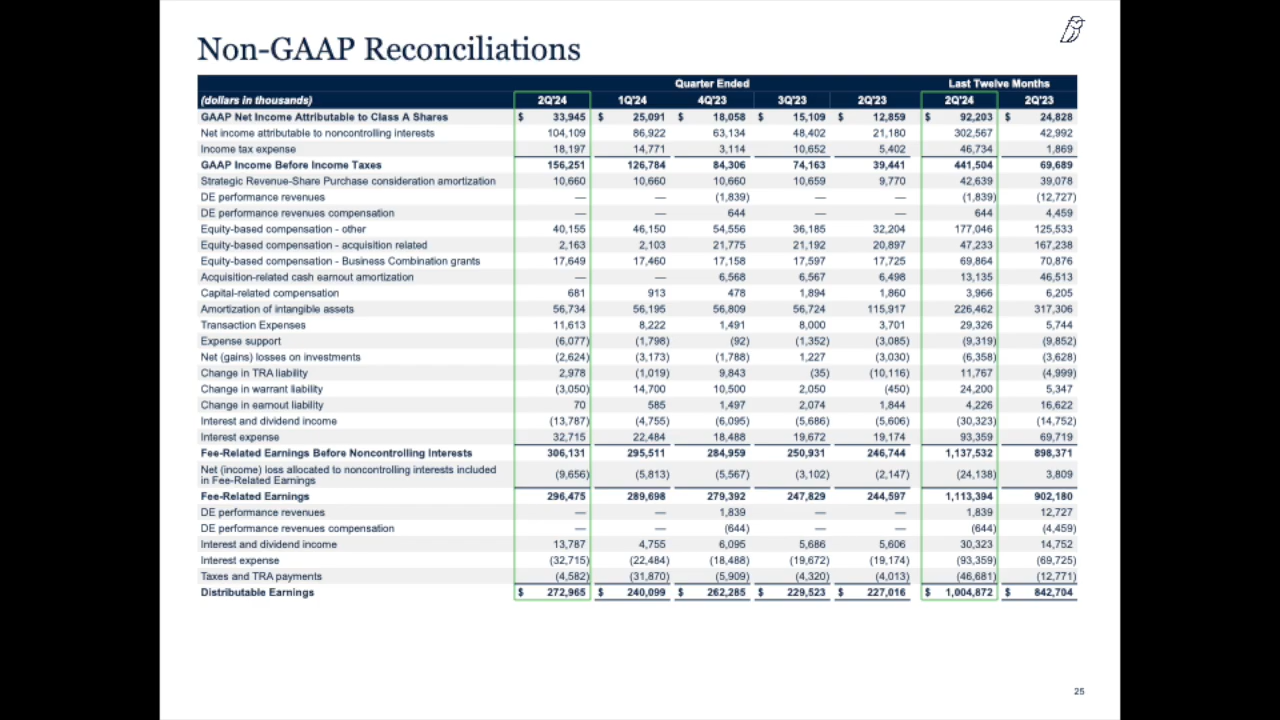 Non-GAAP Reconciliations
Quarter Ended Last Twelve Months
(dollars in thousands) 2Q'24 1Q'24 4Q'23 3Q'23 2Q'23 2Q'24 2Q'23
GAAP Net Income Attributable to Class A Shares $ 33,945 $ 25,091 $ 18,058 $ 15,109 $ 12,859 $ 92,203 $ 24,828
Net income attributable to noncontrolling interests 104,109 86,922 63,134 48,402 21,180 302,567 42,992
Income tax expense 18,197 14,771 3,114 10,652 5,402 46,734 1,869
GAAP Income Before Income Taxes 156,251 126,784 84,306 74,163 39,441 441,504 69,689
Strategic Revenue-Share Purchase consideration amortization 10,660 10,660 10,660 10,659 9,770 42,639 39,078
DE performance revenues — — (1,839) — — (1,839) (12,727)
DE performance revenues compensation — — 644 — — 644 4,459
Equity-based compensation - other 40,155 46,150 54,556 36,185 32,204 177,046 125,533
Equity-based compensation - acquisition related 2,163 2,103 21,775 21,192 20,897 47,233 167,238
Equity-based compensation - Business Combination grants 17,649 17,460 17,158 17,597 17,725 69,864 70,876
Acquisition-related cash earnout amortization — — 6,568 6,567 6,498 13,135 46,513
Capital-related compensation 681 913 478 1,894 1,860 3,966 6,205
Amortization of intangible assets 56,734 56,195 56,809 56,724 115,917 226,462 317,306
Transaction Expenses 11,613 8,222 1,491 8,000 3,701 29,326 5,744
Expense support (6,077) (1,798) (92) (1,352) (3,085) (9,319) (9,852)
Net (gains) losses on investments (2,624) (3,173) (1,788) 1,227 (3,030) (6,358) (3,628)
Change in TRA liability 2,978 (1,019) 9,843 (35) (10,116) 11,767 (4,999)
Change in warrant liability (3,050) 14,700 10,500 2,050 (450) 24,200 5,347
Change in earnout liability 70 585 1,497 2,074 1,844 4,226 16,622
Interest and dividend income (13,787) (4,755) (6,095) (5,686) (5,606) (30,323) (14,752)
Interest expense 32,715 22,484 18,488 19,672 19,174 93,359 69,719
Fee-Related Earnings Before Noncontrolling Interests 306,131 295,511 284,959 250,931 246,744 1,137,532 898,371
Net (income) loss allocated to noncontrolling interests included
in Fee-Related Earnings (9,656) (5,813) (5,567) (3,102) (2,147) (24,138) 3,809
Fee-Related Earnings 296,475 289,698 279,392 247,829 244,597 1,113,394 902,180
DE performance revenues — — 1,839 — — 1,839 12,727
DE performance revenues compensation — — (644) — — (644) (4,459)
Interest and dividend income 13,787 4,755 6,095 5,686 5,606 30,323 14,752
Interest expense (32,715) (22,484) (18,488) (19,672) (19,174) (93,359) (69,725)
Taxes and TRA payments (4,582) (31,870) (5,909) (4,320) (4,013) (46,681) (12,771)
Distributable Earnings $ 272,965 $ 240,099 $ 262,285 $ 229,523 $ 227,016 $ 1,004,872 $ 842,704
25